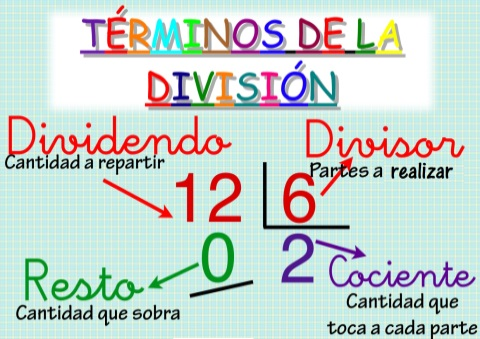 TÉRMINOS DE LA
DIVISIÓN
Dividendo Divisor
Cantidad a repartir Partes a realizar
12 6
0 2
Resto Cociente
Cantidad que sobra Cantidad que
toca a cada parte